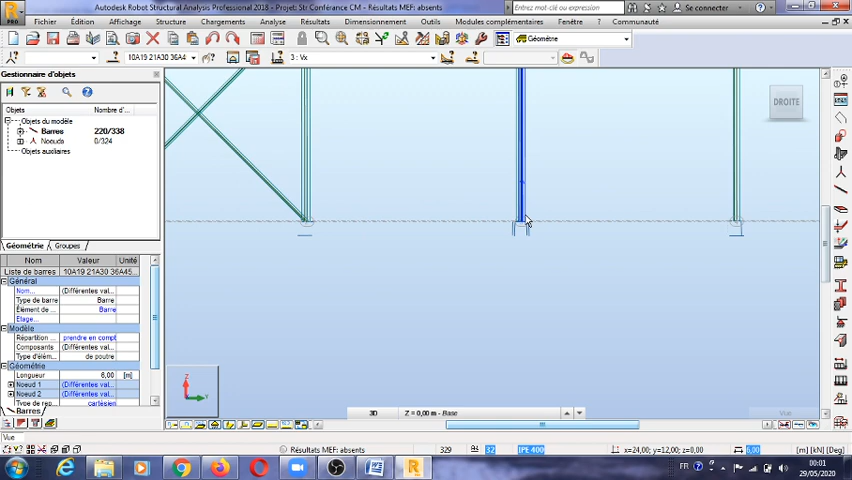 Autodesk Robot Structural Analysis Professional 2018 - Projet: Str Conférance CM - Résultats MEF: absents
Entrez mot-clé/expression
Se connecter
PRO
Fichier Édition Affichage Structure Chargements Analyse Résultats Dimensionnement Outils Modules complémentaires Fenêtre ? Communauté
Géométrie
10A19 21A30 36A4
3 : Vx
Gestionnaire d'objets
Objets Nombre d'...
Objets du modèle
Barres 220/338
Noeuds 0/324
Objets auxiliaires
Géométrie Groupes
Nom Valeur Unité
Liste de barres 10A19 21A30 36A45...
Général
Nom... (Différentes val...
Type de barre Barre
Élément de ... Barre
Etage...
Modèle
Répartition ... prendre en compt
Composants (Différentes val...
Type d'élém... de poutre
Géométrie
Longueur 6,00 [m]
Noeud 1 (Différentes val...
Noeud 2 (Différentes val...
Type de rep... cartésien
Barres
DROITE
Z
Y
3D Z = 0,00 m - Base
Vue
Vue
Résultats MEF: absents 329 32 IPE 400 x=24,00; y=12,00; z=0,00 6,00 [m] [kN] [Deg]
FR 00:01
29/05/2020